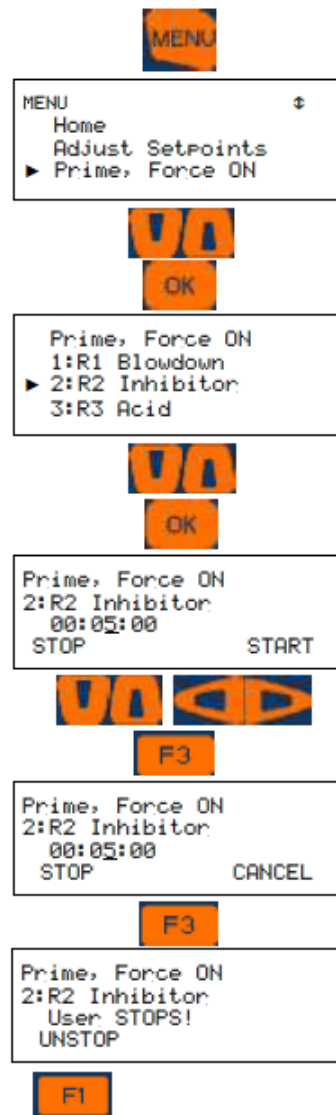 MENU
MENU ⇕
Home
Adjust Setpoints
► Prime, Force ON
OK
Prime, Force ON
1:R1 Blowdown
► 2:R2 Inhibitor
3:R3 Acid
OK
Prime, Force ON
2:R2 Inhibitor
00:05:00
STOP START
F3
Prime, Force ON
2:R2 Inhibitor
00:05:00
STOP CANCEL
F3
Prime, Force ON
2:R2 Inhibitor
User STOPS!
UNSTOP
F1